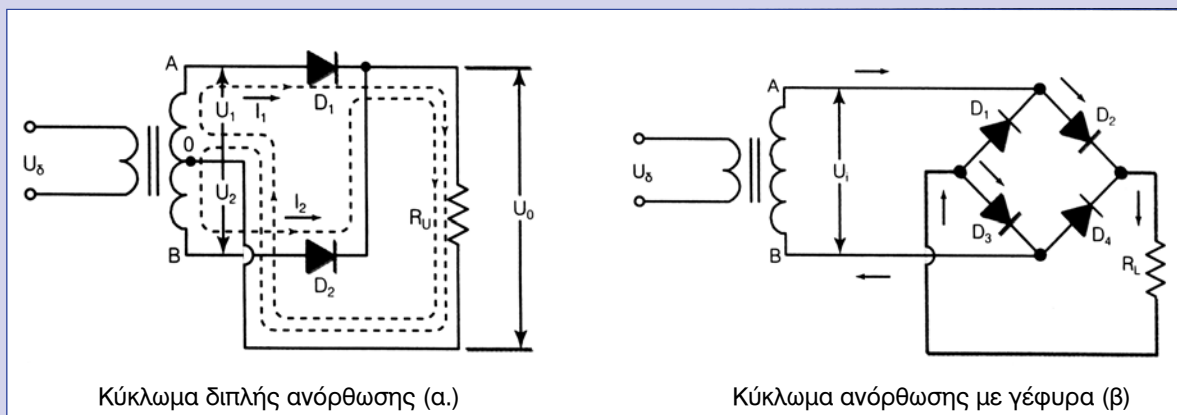 A
D₁
U₁
I₁
U_δ
0
U₂
I₂
R_U
U₀
B
D₂
Κύκλωμα διπλής ανόρθωσης (α.)
A
D₁
D₂
U_δ
U_i
D₃
D₄
R_L
B
Κύκλωμα ανόρθωσης με γέφυρα (β)